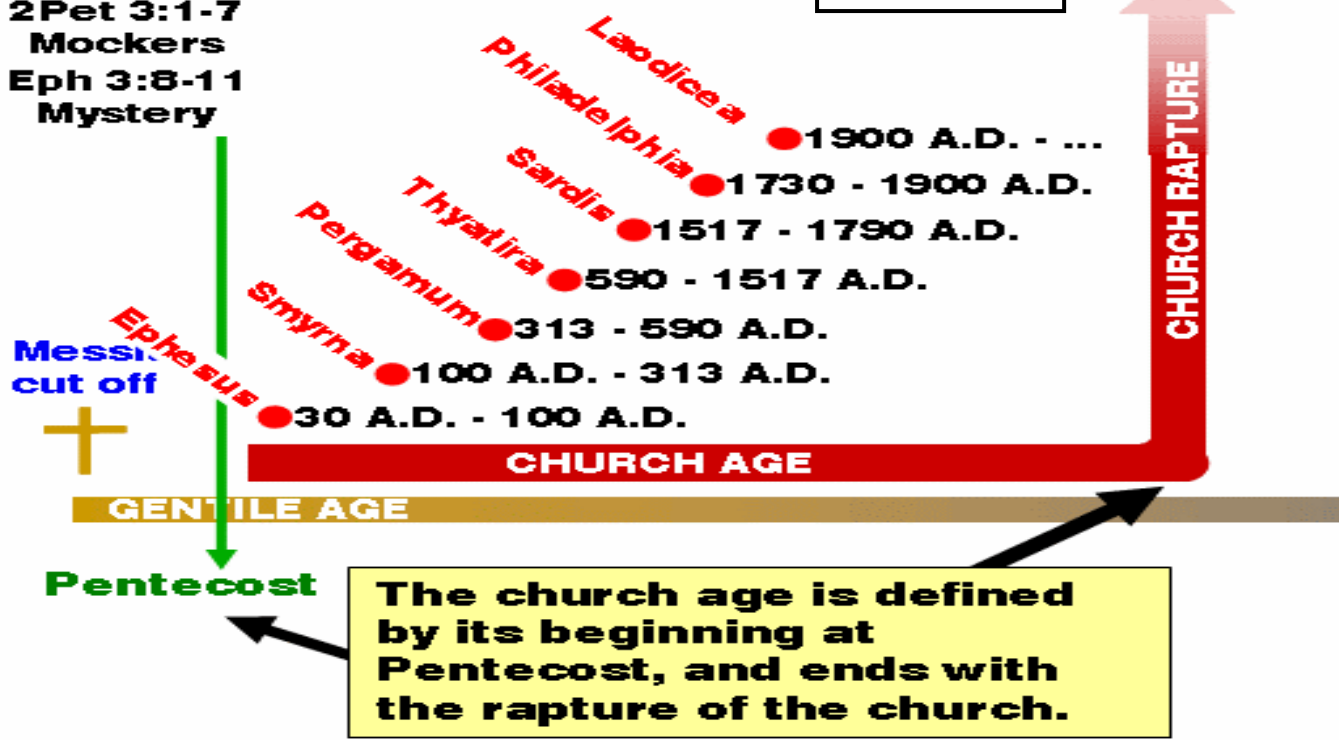 2Pet 3:1-7
Mockers
Eph 3:8-11
Mystery
Laodicea
1900 A.D. - ...
Philadelphia
1730 - 1900 A.D.
Sardis
1517 - 1790 A.D.
Thyatira
590 - 1517 A.D.
Pergamum
313 - 590 A.D.
Smyrna
100 A.D. - 313 A.D.
Ephesus
30 A.D. - 100 A.D.
cut off
CHURCH RAPTURE
CHURCH AGE
GENTILE AGE
Pentecost
The church age is defined
by its beginning at
Pentecost, and ends with
the rapture of the church.